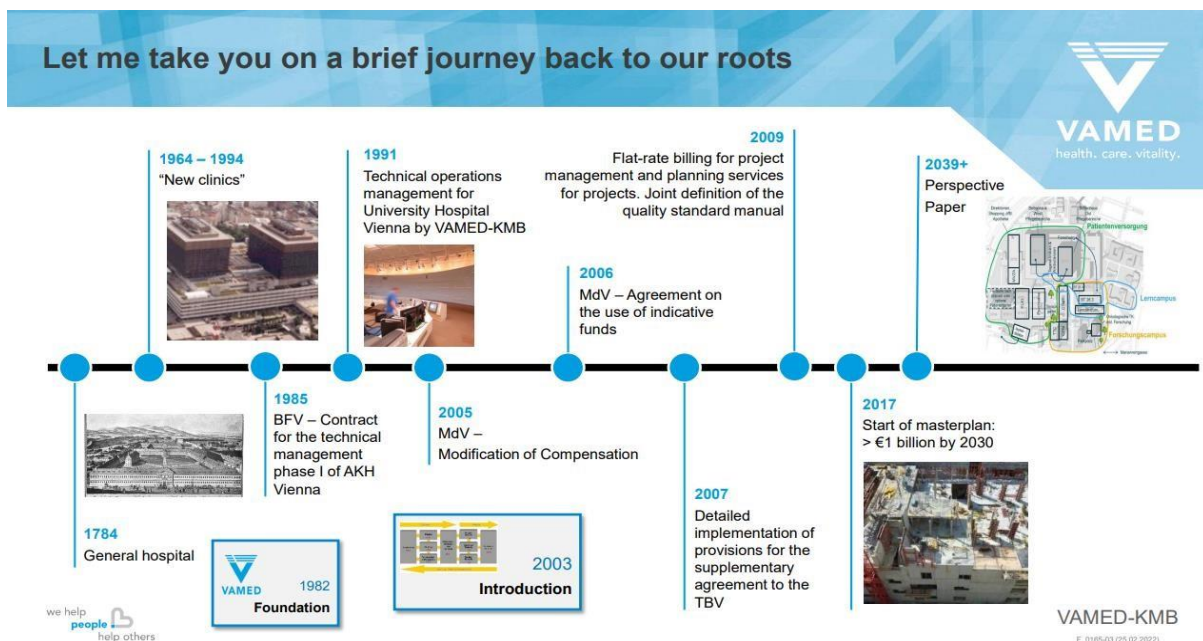 Let me take you on a brief journey back to our roots
VAMED
health. care. vitality.
1964 – 1994
“New clinics”
1991
Technical operations
management for
University Hospital
Vienna by VAMED-KMB
2009
Flat-rate billing for project
management and planning services
for projects. Joint definition of the
quality standard manual
2039+
Perspective
Paper
Patientenversorgung
Lerncampus
Forschungscampus
2006
MdV – Agreement on
the use of indicative
funds
1985
BFV – Contract
for the technical
management
phase I of AKH
Vienna
2005
MdV –
Modification of Compensation
2017
Start of masterplan:
> €1 billion by 2030
1784
General hospital
VAMED
1982
Foundation
2003
Introduction
2007
Detailed
implementation of
provisions for the
supplementary
agreement to the
TBV
we help
people
help others
VAMED-KMB